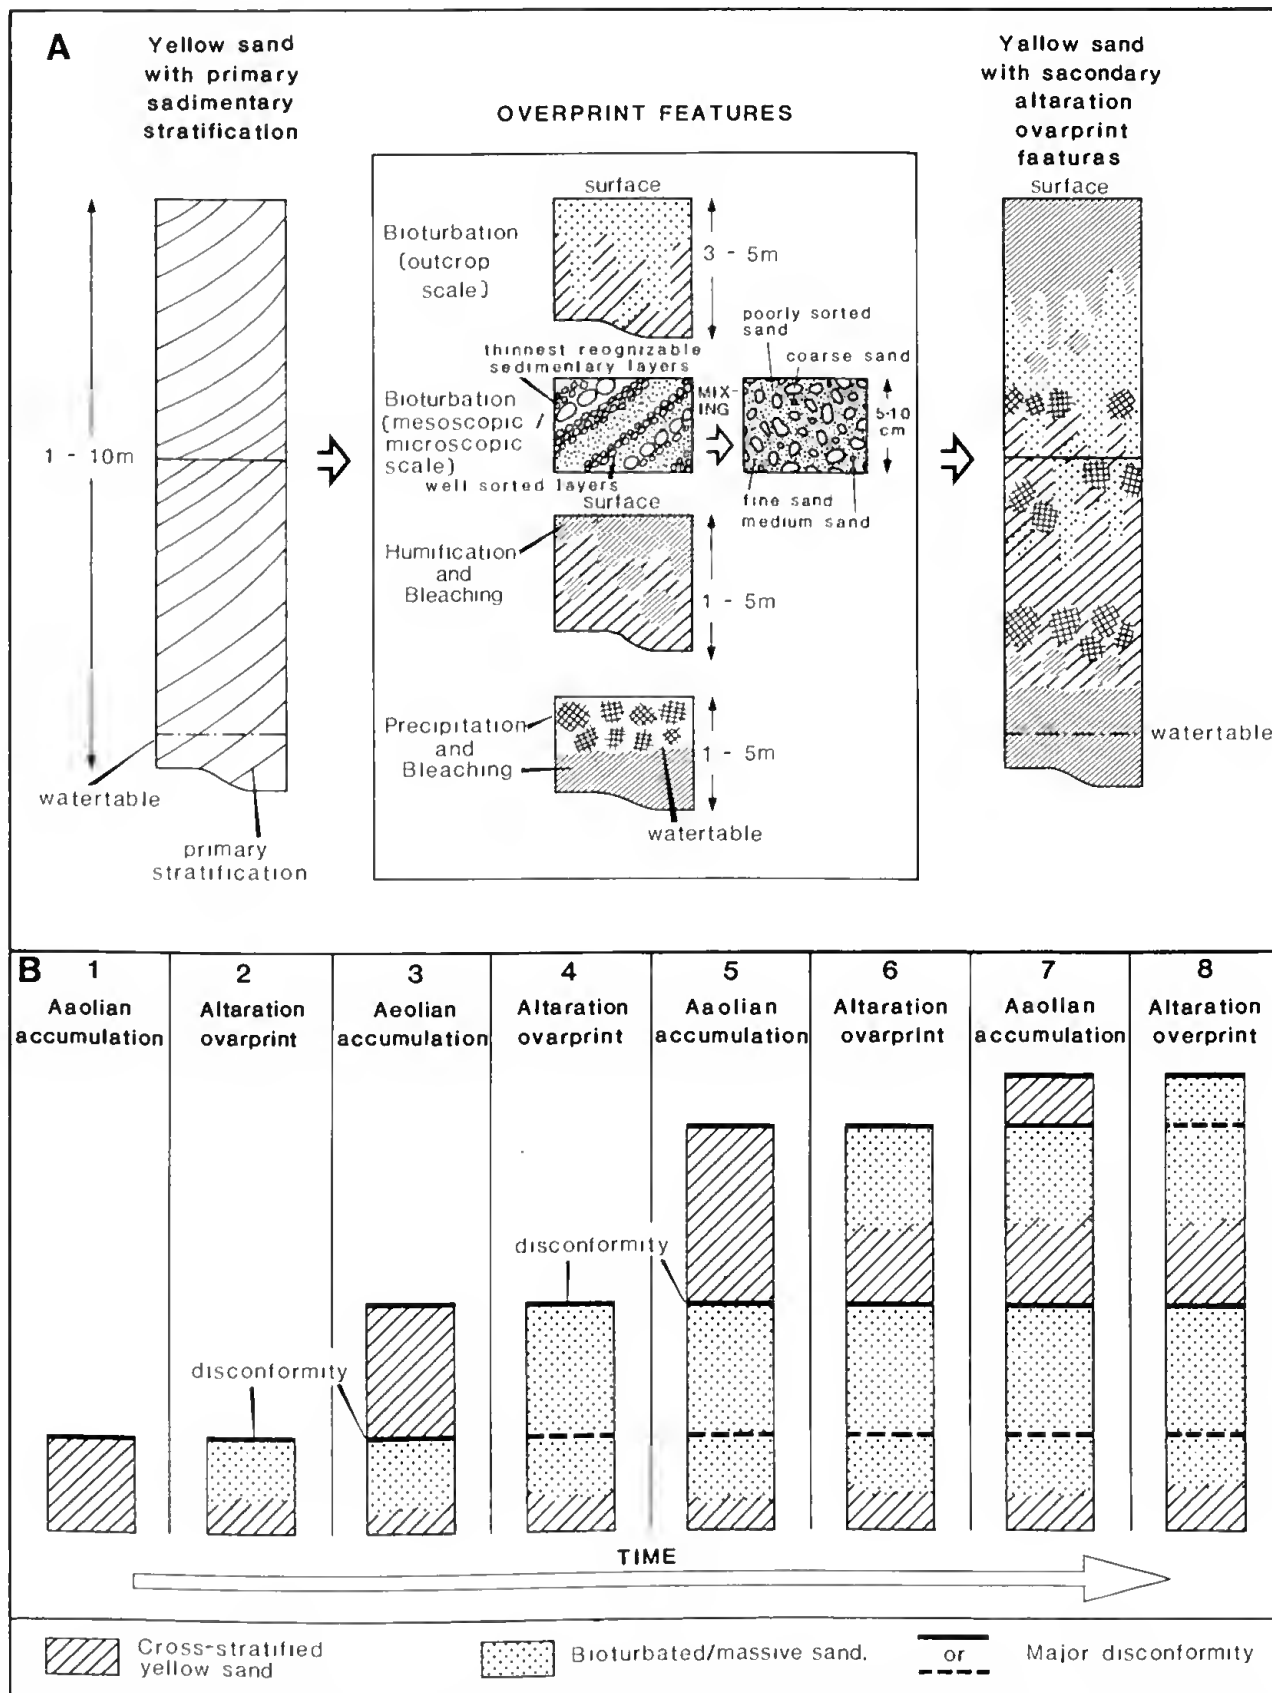 A
Yellow sand
with primary
sadimentary
stratification
OVERPRINT FEATURES
Yallow sand
with sacondary
altaration
ovarprint
faaturas
surface
surface
Bioturbation
(outcrop
scale)
3 - 5m
poorly sorted
sand
coarse sand
thinnest reognizable
sedimentary layers
Bioturbation
(mesoscopic /
microscopic
scale)
MIX-
ING
5-10
cm
1 - 10m
well sorted layers
fine sand
medium sand
surface
Humification
and
Bleaching
1 - 5m
Precipitation
and
Bleaching
1 - 5m
watertable
watertable
watertable
primary
stratification
B
1
2
3
4
5
6
7
8
Aaolian
accumulation
Altaration
ovarprint
Aeolian
accumulation
Altaration
ovarprint
Aaolian
accumulation
Altaration
ovarprint
Aaolian
accumulation
Altaration
overprint
disconformity
disconformity
TIME
Cross-stratified
yellow sand
Bioturbated/massive sand.
or
Major disconformity